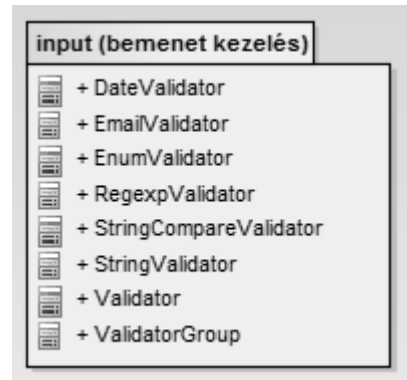 input (bemenet kezelés)
+ DateValidator
+ EmailValidator
+ EnumValidator
+ RegexpValidator
+ StringCompareValidator
+ StringValidator
+ Validator
+ ValidatorGroup